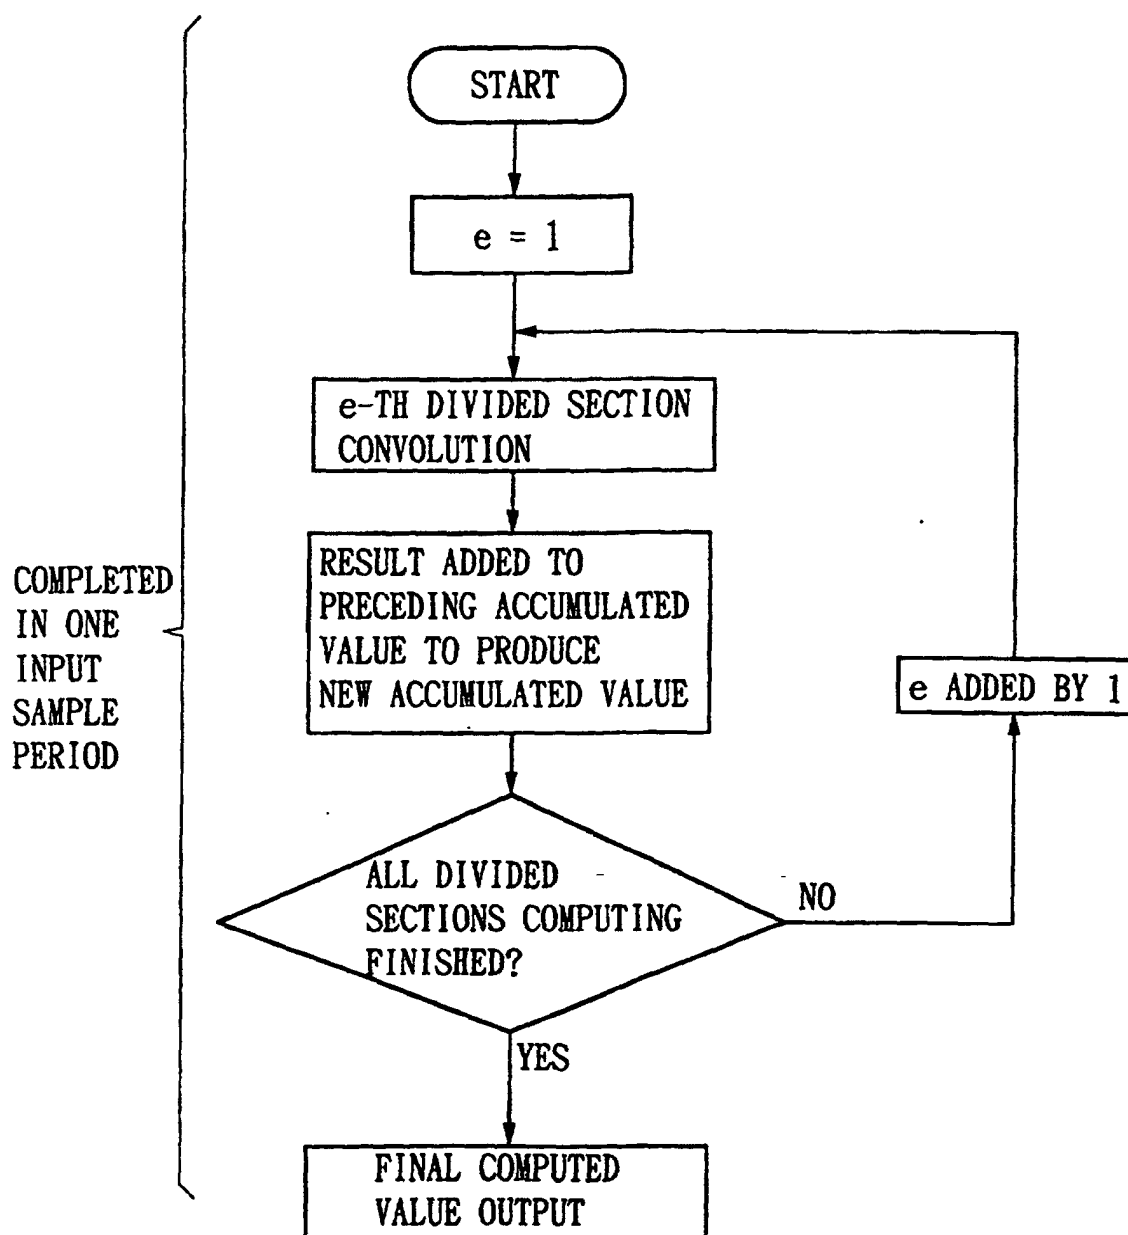 START
e = 1
e-TH DIVIDED SECTION
CONVOLUTION
RESULT ADDED TO
PRECEDING ACCUMULATED
VALUE TO PRODUCE
NEW ACCUMULATED VALUE
COMPLETED
IN ONE
INPUT
SAMPLE
PERIOD
e ADDED BY 1
ALL DIVIDED
SECTIONS COMPUTING
FINISHED?
NO
YES
FINAL COMPUTED
VALUE OUTPUT